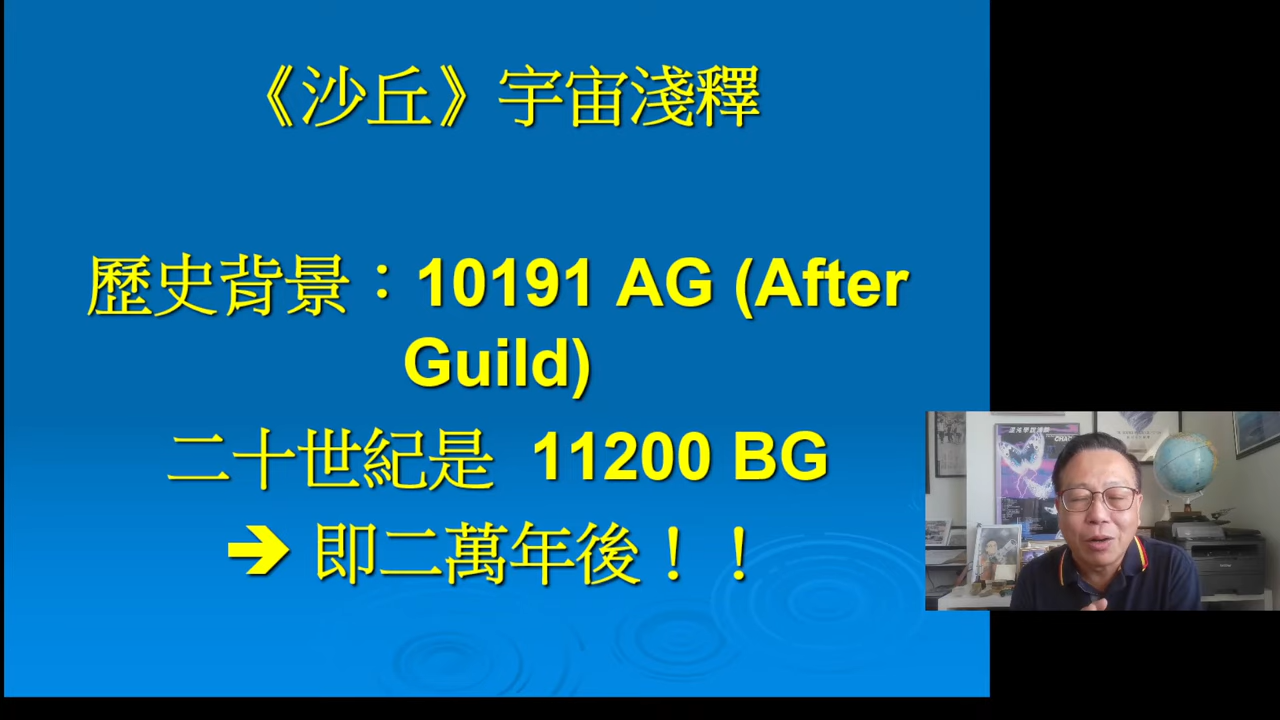 《沙丘》宇宙淺釋
歷史背景：10191 AG (After
Guild)
二十世紀是 11200 BG
➔ 即二萬年後！！